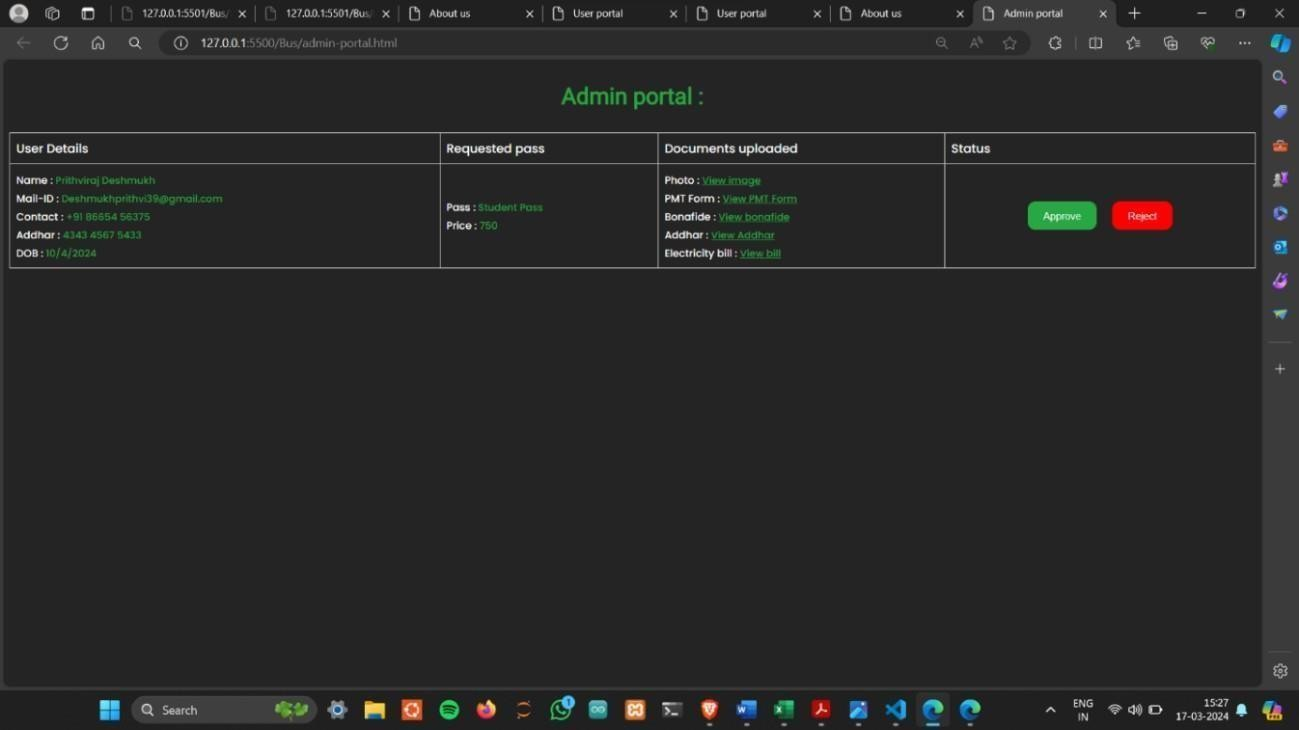 127.0.0.1:5501/Bus/
127.0.0.1:5501/Bus/
About us
User portal
User portal
About us
Admin portal
127.0.0.1:5500/Bus/admin-portal.html
Admin portal :
User Details
Requested pass
Documents uploaded
Status
Name : Prithviraj Deshmukh
Mail-ID : Deshmukhprithvi39@gmail.com
Contact : +91 86654 56375
Addhar : 4343 4567 5433
DOB : 10/4/2024
Pass : Student Pass
Price : 750
Photo : View image
PMT Form : View PMT Form
Bonafide : View bonafide
Addhar : View Addhar
Electricity bill : View bill
Approve
Reject
Search
1
ENG
IN
15:27
17-03-2024